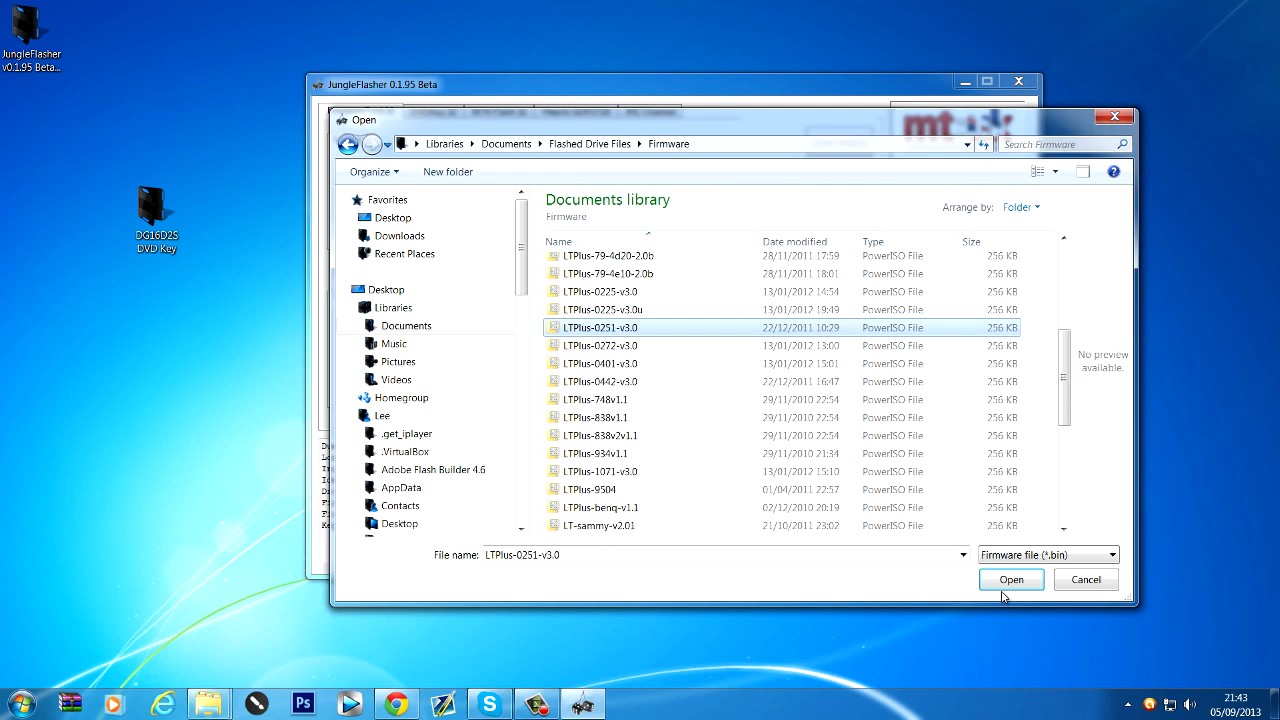 JungleFlasher
v0.1.95 Beta...
DG16D2S
DVD Key
JungleFlasher 0.1.95 Beta
Open
Libraries
Documents
Flashed Drive Files
Firmware
Search Firmware
Organize
New folder
Favorites
Desktop
Downloads
Recent Places
Desktop
Libraries
Documents
Music
Pictures
Videos
Homegroup
Lee
.get_iplayer
.VirtualBox
Adobe Flash Builder 4.6
AppData
Contacts
Desktop
Documents library
Firmware
Arrange by: Folder
Name Date modified Type Size
LTPlus-79-4d20-2.0b 28/11/2011 17:59 PowerISO File 256 KB
LTPlus-79-4e10-2.0b 28/11/2011 18:01 PowerISO File 256 KB
LTPlus-0225-v3.0 13/01/2012 14:54 PowerISO File 256 KB
LTPlus-0225-v3.0u 13/01/2012 19:49 PowerISO File 256 KB
LTPlus-0251-v3.0 22/12/2011 10:29 PowerISO File 256 KB
LTPlus-0272-v3.0 13/01/2012 13:00 PowerISO File 256 KB
LTPlus-0401-v3.0 13/01/2012 15:01 PowerISO File 256 KB
LTPlus-0442-v3.0 22/12/2011 16:47 PowerISO File 256 KB
LTPlus-748v1.1 29/11/2010 22:54 PowerISO File 256 KB
LTPlus-838v1.1 29/11/2010 22:54 PowerISO File 256 KB
LTPlus-838v2v1.1 29/11/2010 22:54 PowerISO File 256 KB
LTPlus-934v1.1 29/11/2010 21:34 PowerISO File 256 KB
LTPlus-1071-v3.0 13/01/2012 15:10 PowerISO File 256 KB
LTPlus-9504 01/04/2011 22:57 PowerISO File 256 KB
LTPlus-benq-v1.1 02/12/2010 20:19 PowerISO File 256 KB
LT-sammy-v2.01 21/10/2011 23:02 PowerISO File 256 KB
No preview
available.
File name: LTPlus-0251-v3.0
Firmware file (*.bin)
Open
Cancel
Ps
21:43
05/09/2013